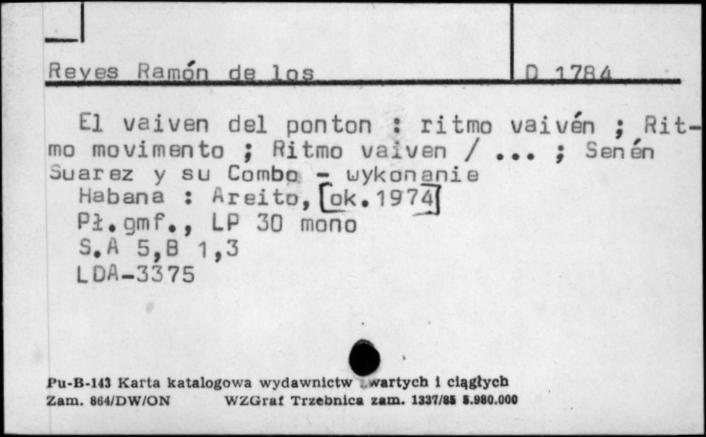 Reyes Ramón de los D 1784
El vaiven del ponton : ritmo vaivén ; Rit-
mo movimento ; Ritmo vaiven / ... ; Senén
Suarez y su Combo - wykonanie
Habana : Areito, [ok.1974]
Pł.gmf., LP 30 mono
S.A 5,B 1,3
LDA-3375
Pu-B-143 Karta katalogowa wydawnictw zwartych i ciągłych
Zam. 864/DW/ON WZGraf Trzebnica zam. 1337/85 5.980.000